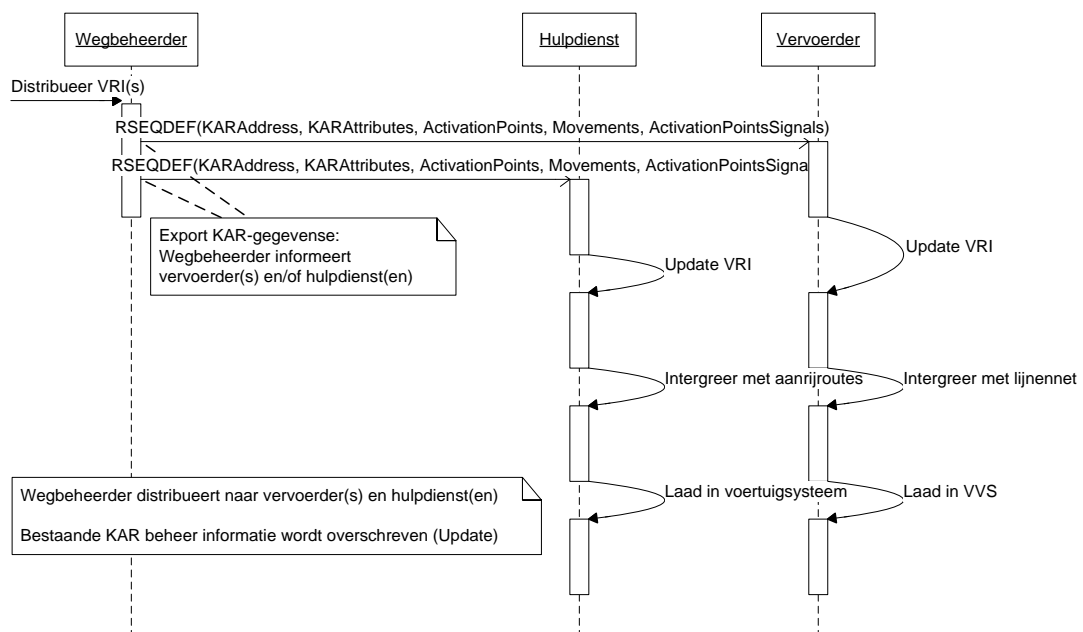 Wegbeheerder
Hulpdienst
Vervoerder
Distribueer VRI(s)
RSEQDEF(KARAddress, KARAttributes, ActivationPoints, Movements, ActivationPointsSignals)
RSEQDEF(KARAddress, KARAttributes, ActivationPoints, Movements, ActivationPointsSigna
Export KAR-gegevense:
Wegbeheerder informeert
vervoerder(s) en/of hulpdienst(en)
Update VRI
Update VRI
Intergreer met aanrijroutes
Intergreer met lijnennet
Wegbeheerder distribueert naar vervoerder(s) en hulpdienst(en)
Bestaande KAR beheer informatie wordt overschreven (Update)
Laad in voertuigsysteem
Laad in VVS